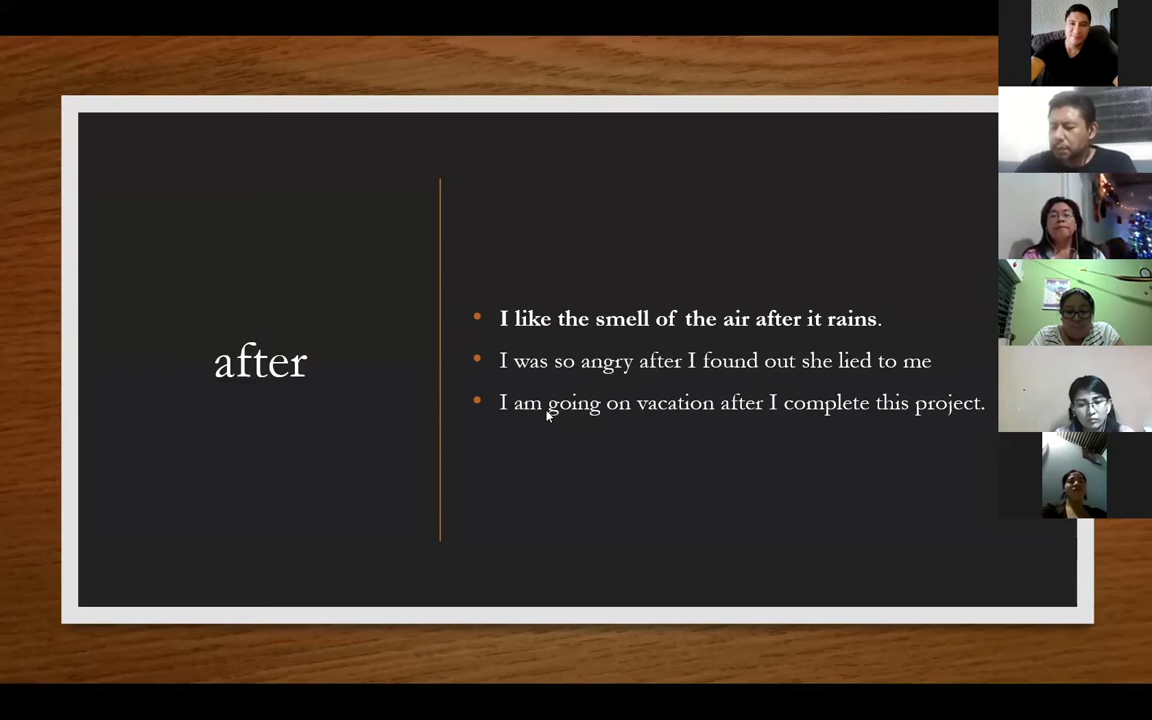 after
I like the smell of the air after it rains.
I was so angry after I found out she lied to me
I am going on vacation after I complete this project.